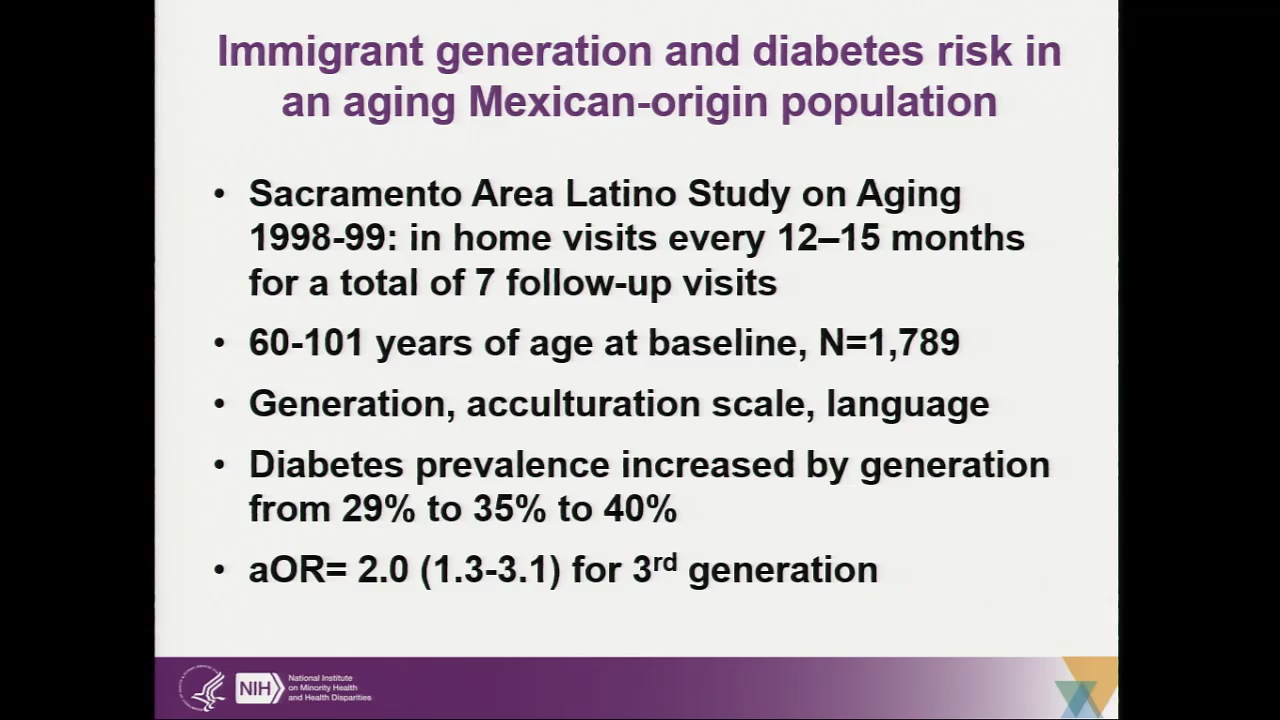 Immigrant generation and diabetes risk in
an aging Mexican-origin population
• Sacramento Area Latino Study on Aging
1998-99: in home visits every 12–15 months
for a total of 7 follow-up visits
• 60-101 years of age at baseline, N=1,789
• Generation, acculturation scale, language
• Diabetes prevalence increased by generation
from 29% to 35% to 40%
• aOR= 2.0 (1.3-3.1) for 3rd generation
NIH
National Institute
on Minority Health
and Health Disparities